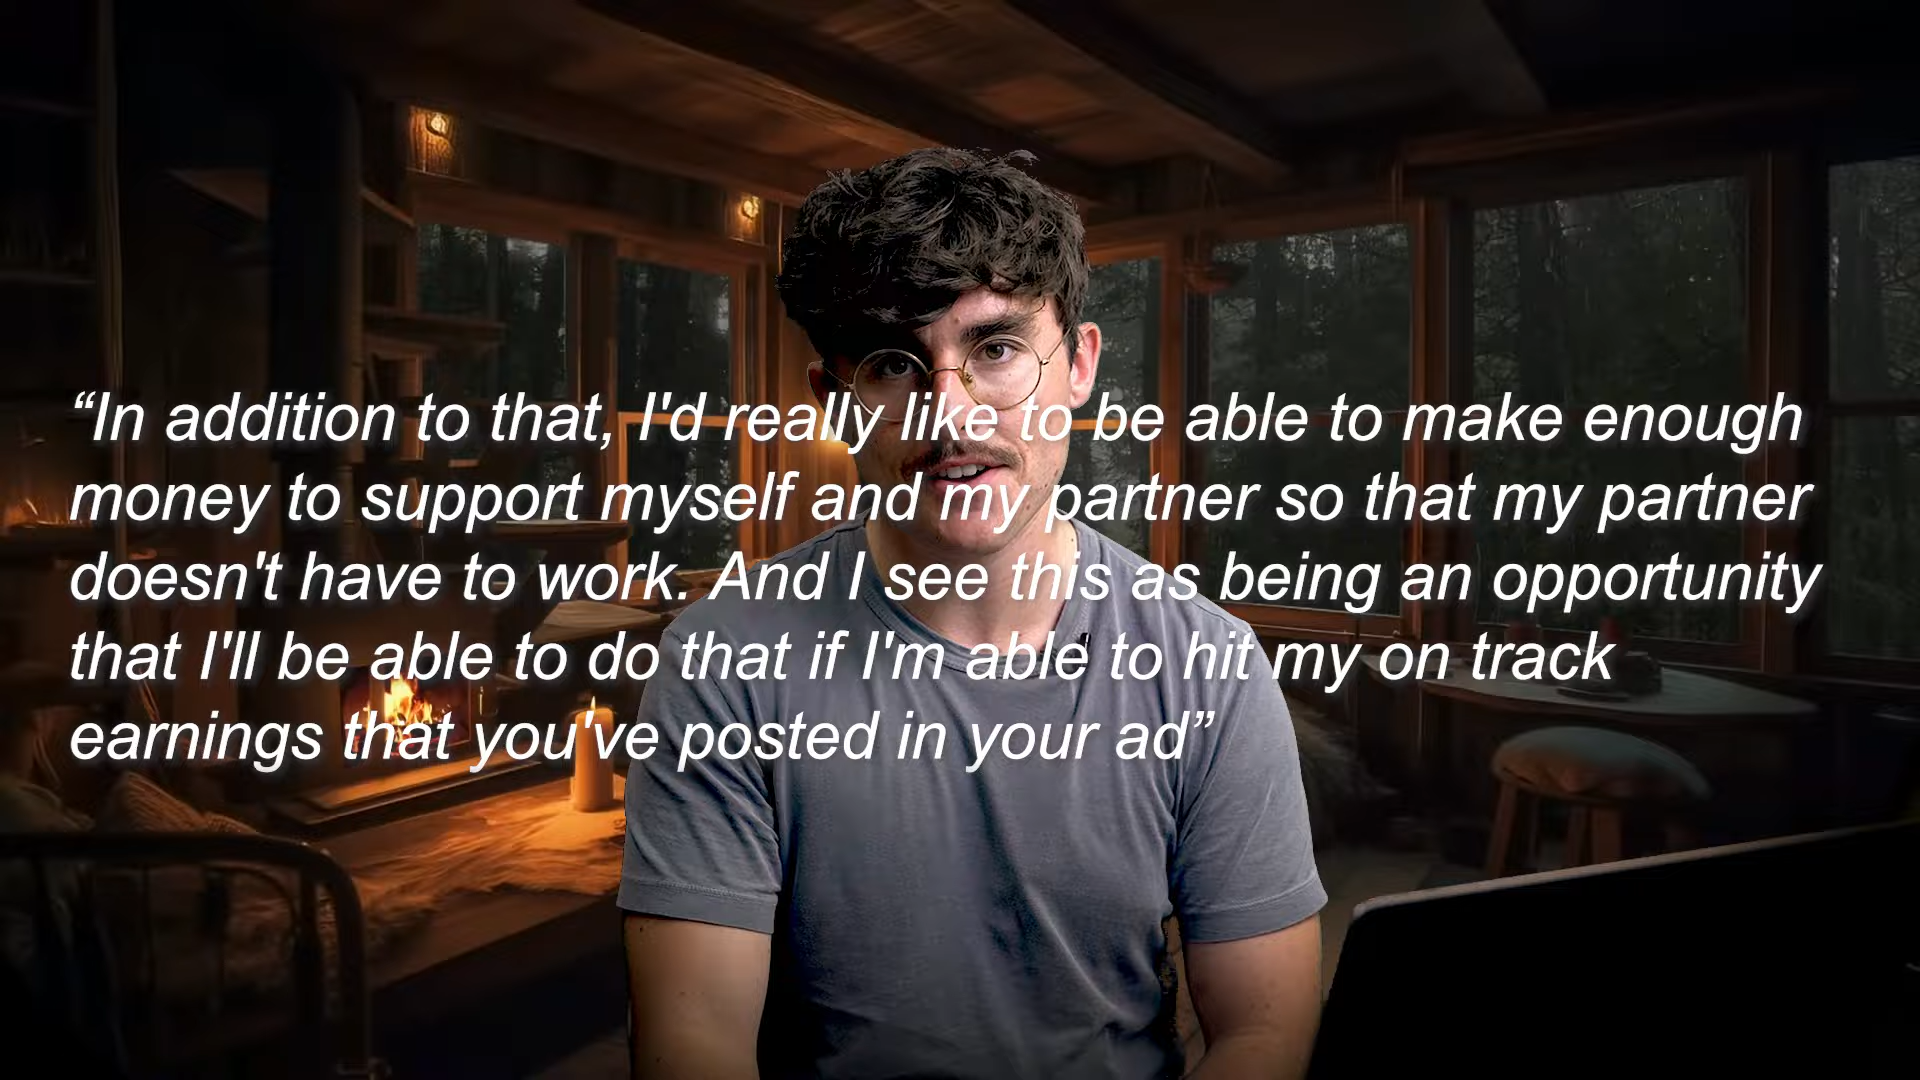 “In addition to that, I'd really like to be able to make enough
money to support myself and my partner so that my partner
doesn't have to work. And I see this as being an opportunity
that I'll be able to do that if I'm able to hit my on track
earnings that you've posted in your ad”